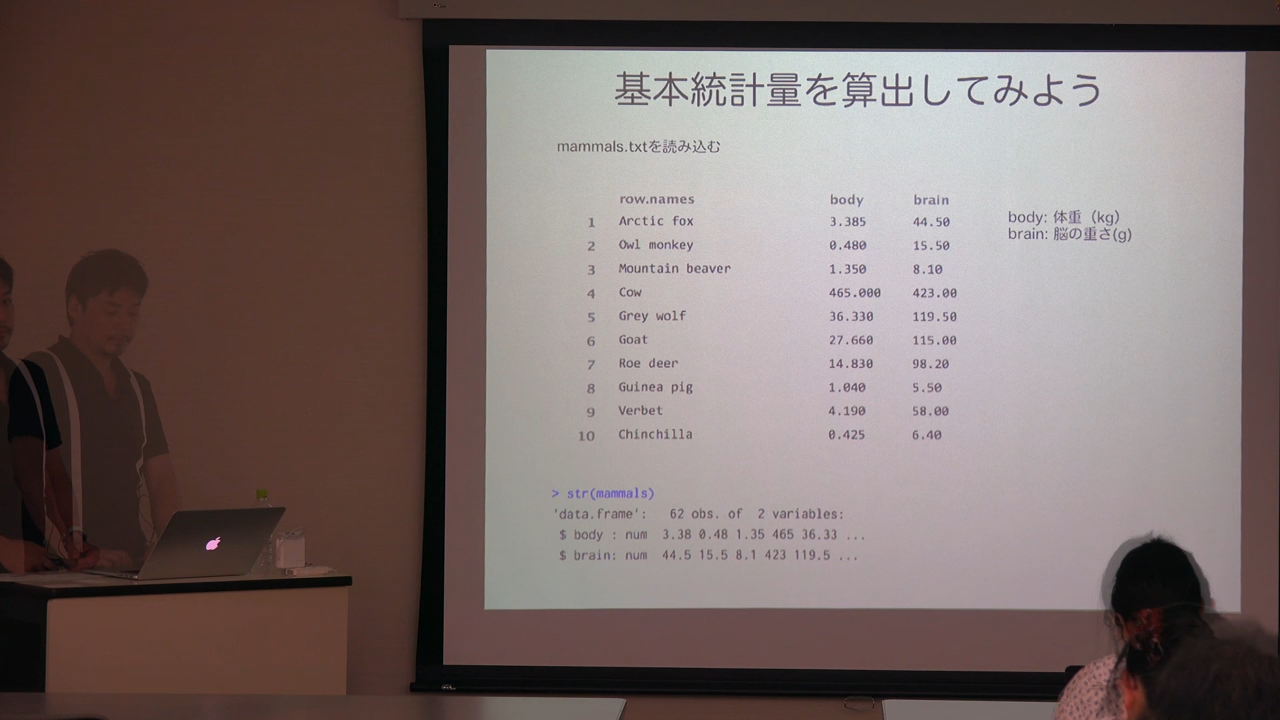 基本統計量を算出してみよう
mammals.txtを読み込む
row.names body brain
1 Arctic fox 3.385 44.50
2 Owl monkey 0.480 15.50
3 Mountain beaver 1.350 8.10
4 Cow 465.000 423.00
5 Grey wolf 36.330 119.50
6 Goat 27.660 115.00
7 Roe deer 14.830 98.20
8 Guinea pig 1.040 5.50
9 Verbet 4.190 58.00
10 Chinchilla 0.425 6.40
body: 体重（kg）
brain: 脳の重さ(g)
> str(mammals)
'data.frame': 62 obs. of 2 variables:
$ body : num 3.38 0.48 1.35 465 36.33 ...
$ brain: num 44.5 15.5 8.1 423 119.5 ...